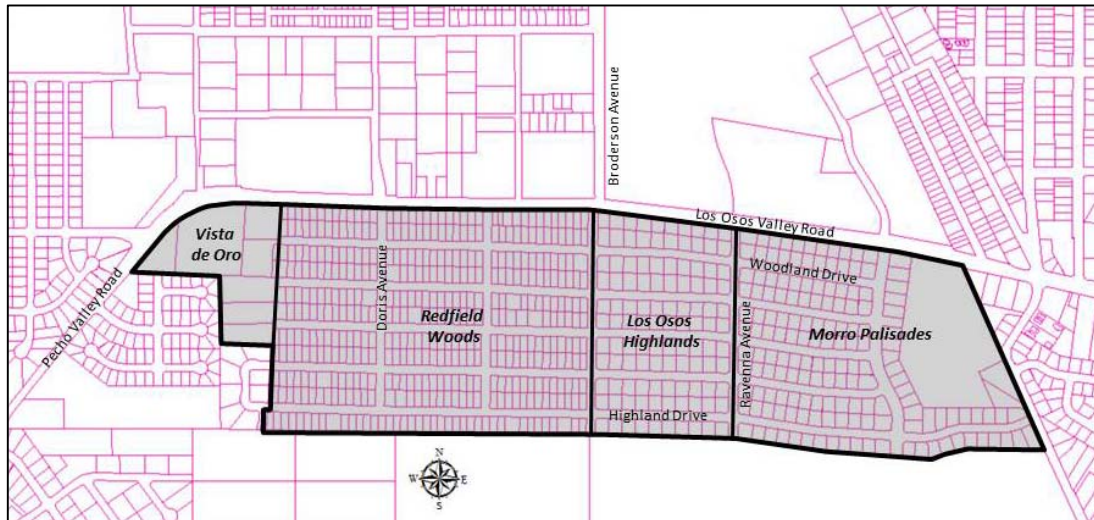 Broderson Avenue
Los Osos Valley Road
Vista
de Oro
Woodland Drive
Pecho Valley Road
Doris Avenue
Redfield
Woods
Los Osos
Highlands
Ravenna Avenue
Morro Palisades
Highland Drive
N
W
E
S